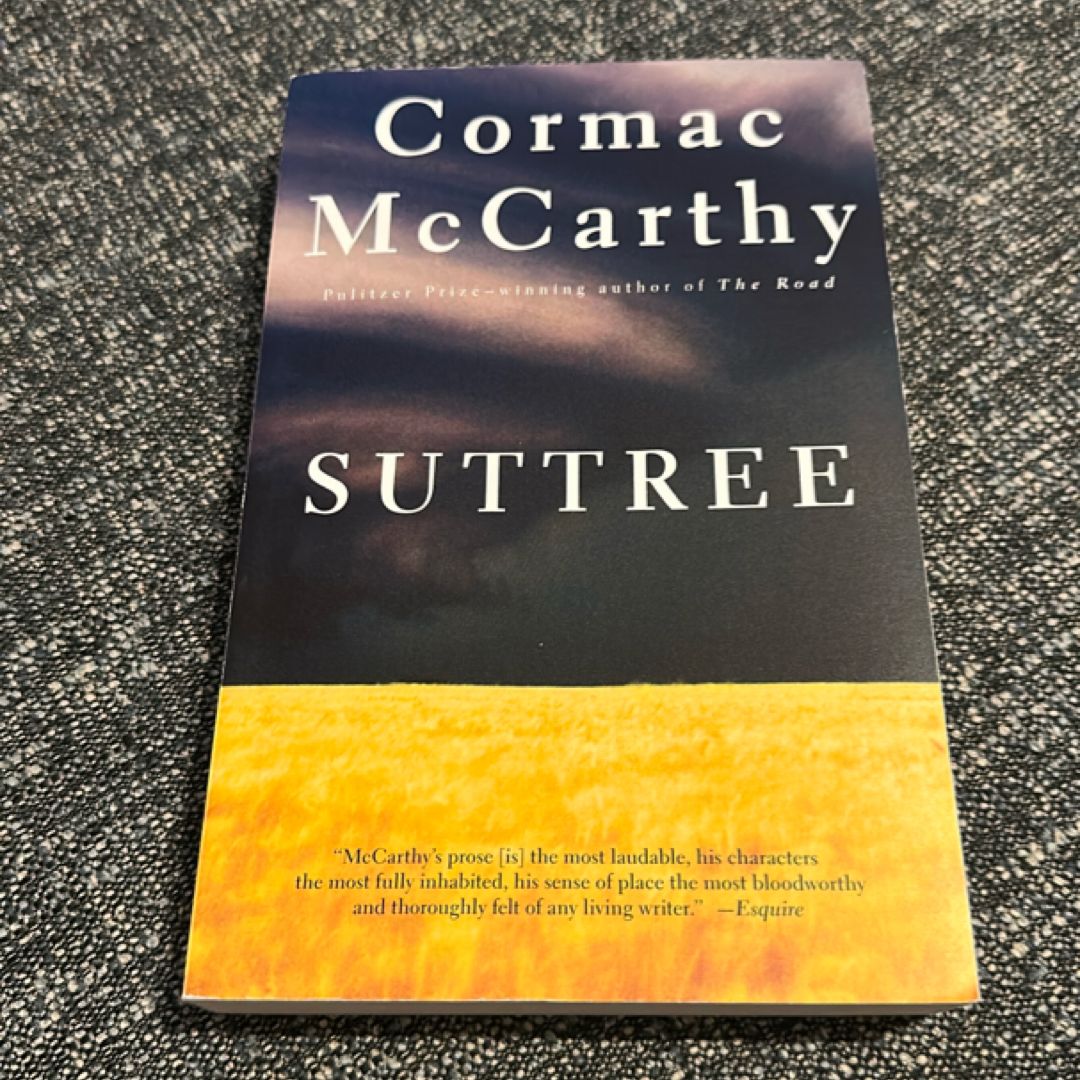 Cormac
McCarthy
Pulitzer Prize–winning author of The Road
SUTTREE
“McCarthy’s prose [is] the most laudable, his characters
the most fully inhabited, his sense of place the most bloodworthy
and thoroughly felt of any living writer.” —Esquire